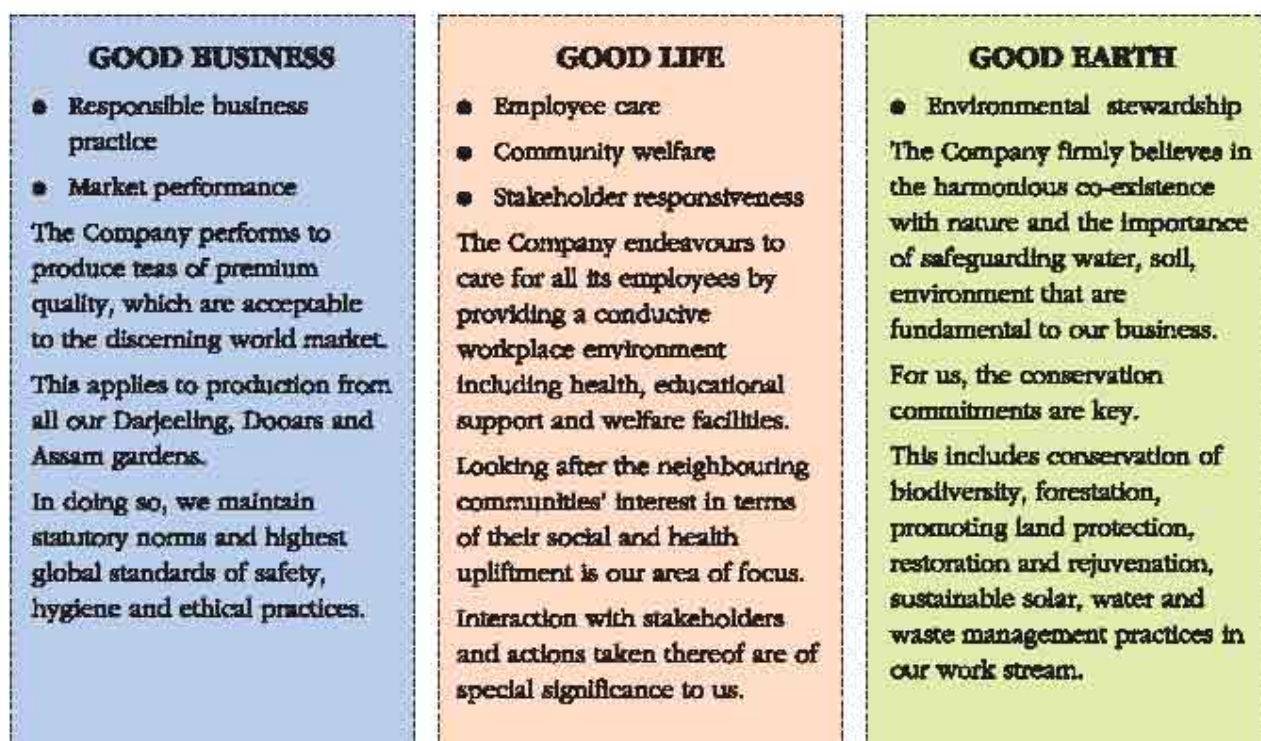 GOOD BUSINESS
● Responsible business
practice
● Market performance
The Company performs to
produce teas of premium
quality, which are acceptable
to the discerning world market.
This applies to production from
all our Darjeeling, Dooars and
Assam gardens.
In doing so, we maintain
statutory norms and highest
global standards of safety,
hygiene and ethical practices.
GOOD LIFE
● Employee care
● Community welfare
● Stakeholder responsiveness
The Company endeavours to
care for all its employees by
providing a conducive
workplace environment
including health, educational
support and welfare facilities.
Looking after the neighbouring
communities' interest in terms
of their social and health
upliftment is our area of focus.
Interaction with stakeholders
and actions taken thereof are of
special significance to us.
GOOD EARTH
● Environmental stewardship
The Company firmly believes in
the harmonious co-existence
with nature and the importance
of safeguarding water, soil,
environment that are
fundamental to our business.
For us, the conservation
commitments are key.
This includes conservation of
biodiversity, forestation,
promoting land protection,
restoration and rejuvenation,
sustainable solar, water and
waste management practices in
our work stream.